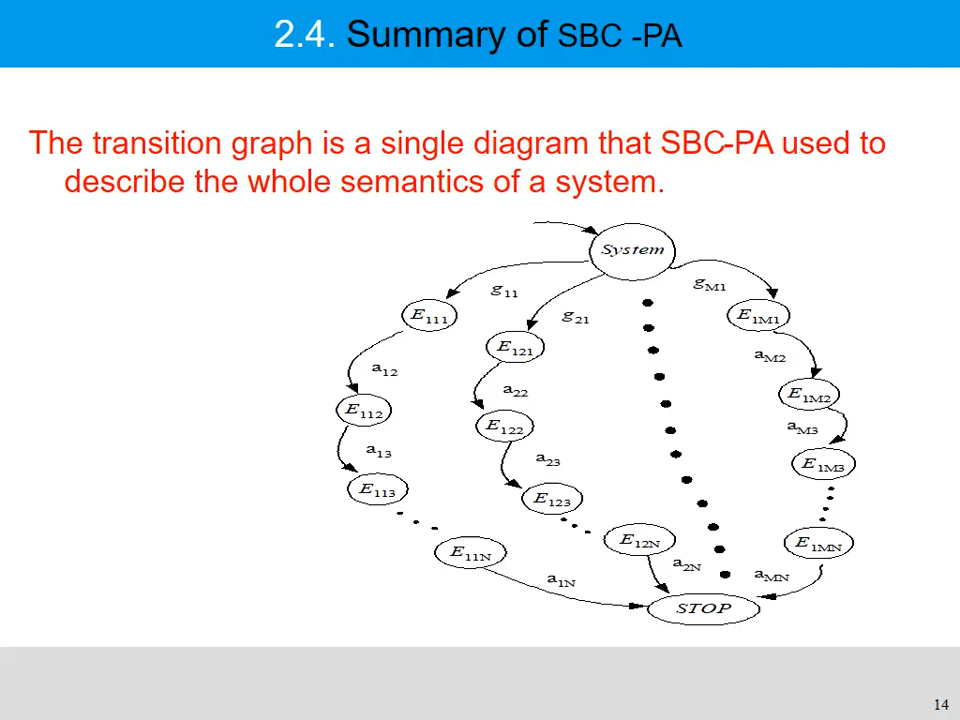 2.4. Summary of SBC -PA
The transition graph is a single diagram that SBC-PA used to
describe the whole semantics of a system.
System
g11
g21
gM1
E111
E121
E1M1
a12
a22
aM2
E112
E122
E1M2
a13
a23
aM3
E113
E123
E1M3
E11N
E12N
E1MN
a1N
a2N
aMN
STOP
14